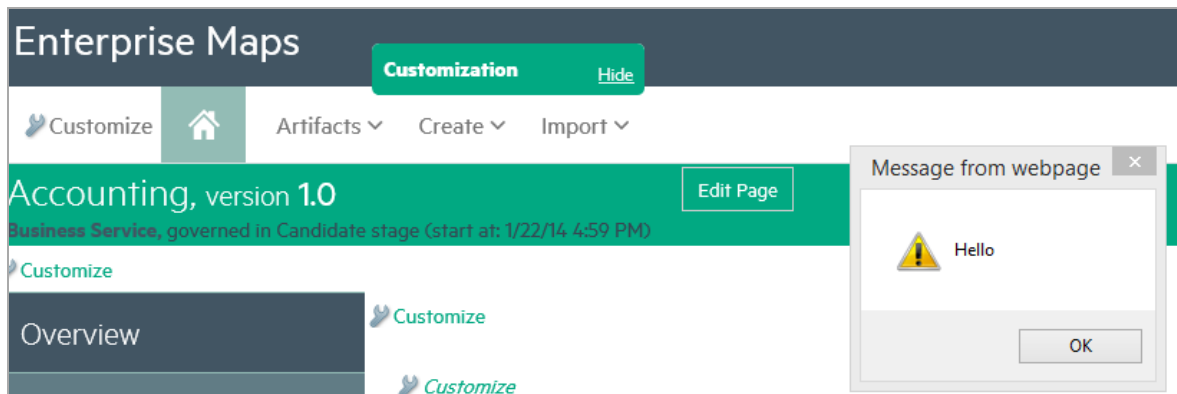 Enterprise Maps
Customization Hide
Customize Artifacts Create Import
Message from webpage
Accounting, version 1.0
Edit Page
Business Service, governed in Candidate stage (start at: 1/22/14 4:59 PM)
Hello
Customize
Customize
Overview
OK
Customize